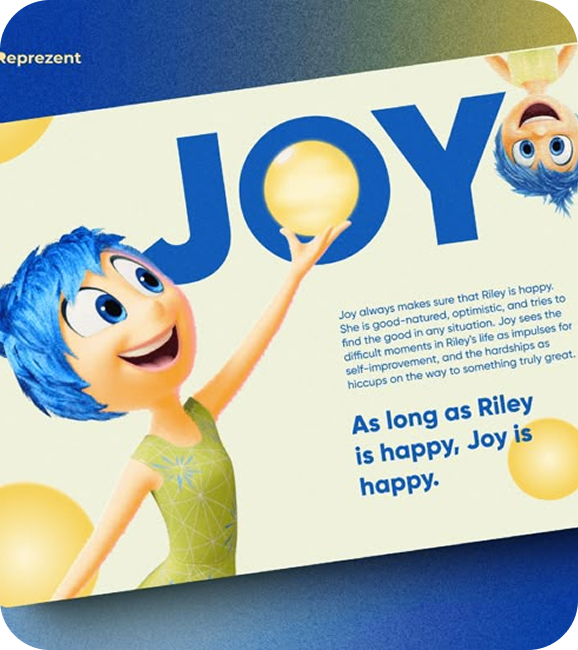 Reprezent
JOY
Joy always makes sure that Riley is happy.
She is good-natured, optimistic, and tries to
find the good in any situation. Joy sees the
difficult moments in Riley's life as impulses for
self-improvement, and the hardships as
hiccups on the way to something truly great.
As long as Riley
is happy, Joy is
happy.